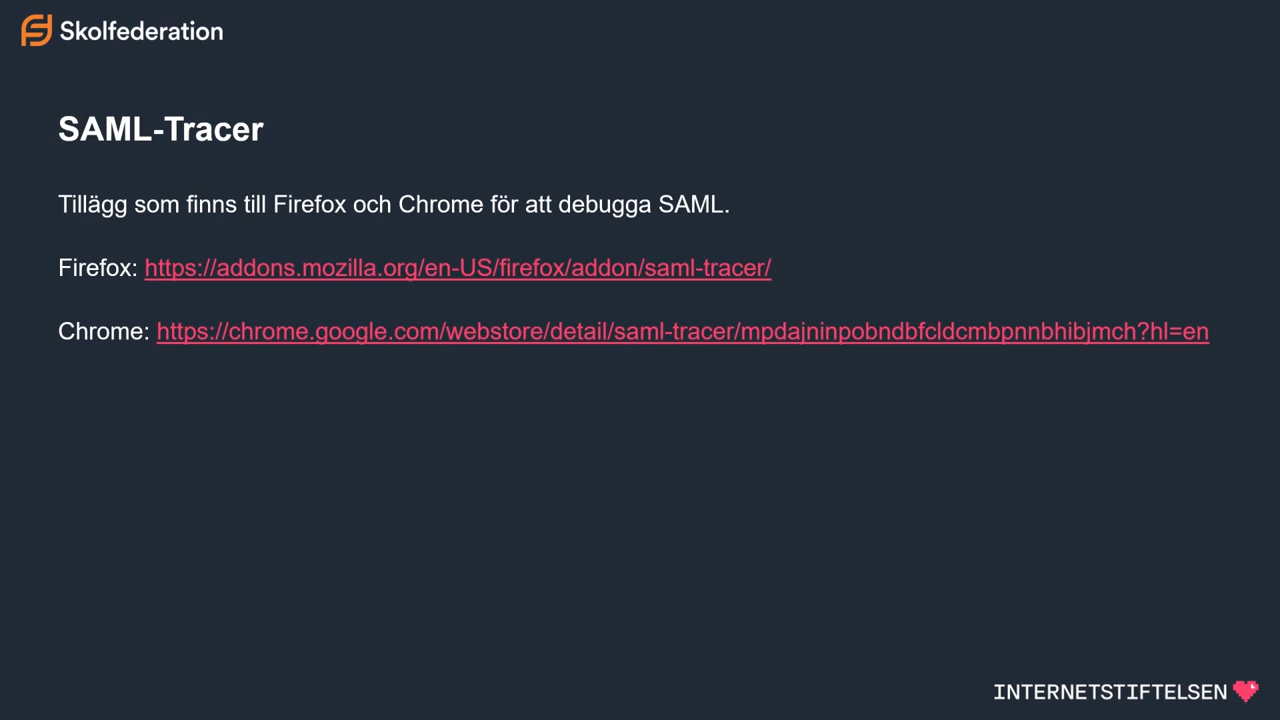 Skolfederation
SAML-Tracer
Tillägg som finns till Firefox och Chrome för att debugga SAML.
Firefox: https://addons.mozilla.org/en-US/firefox/addon/saml-tracer/
Chrome: https://chrome.google.com/webstore/detail/saml-tracer/mpdajninpobndbfcldcmbpnnbhibjmch?hl=en
INTERNETSTIFTELSEN